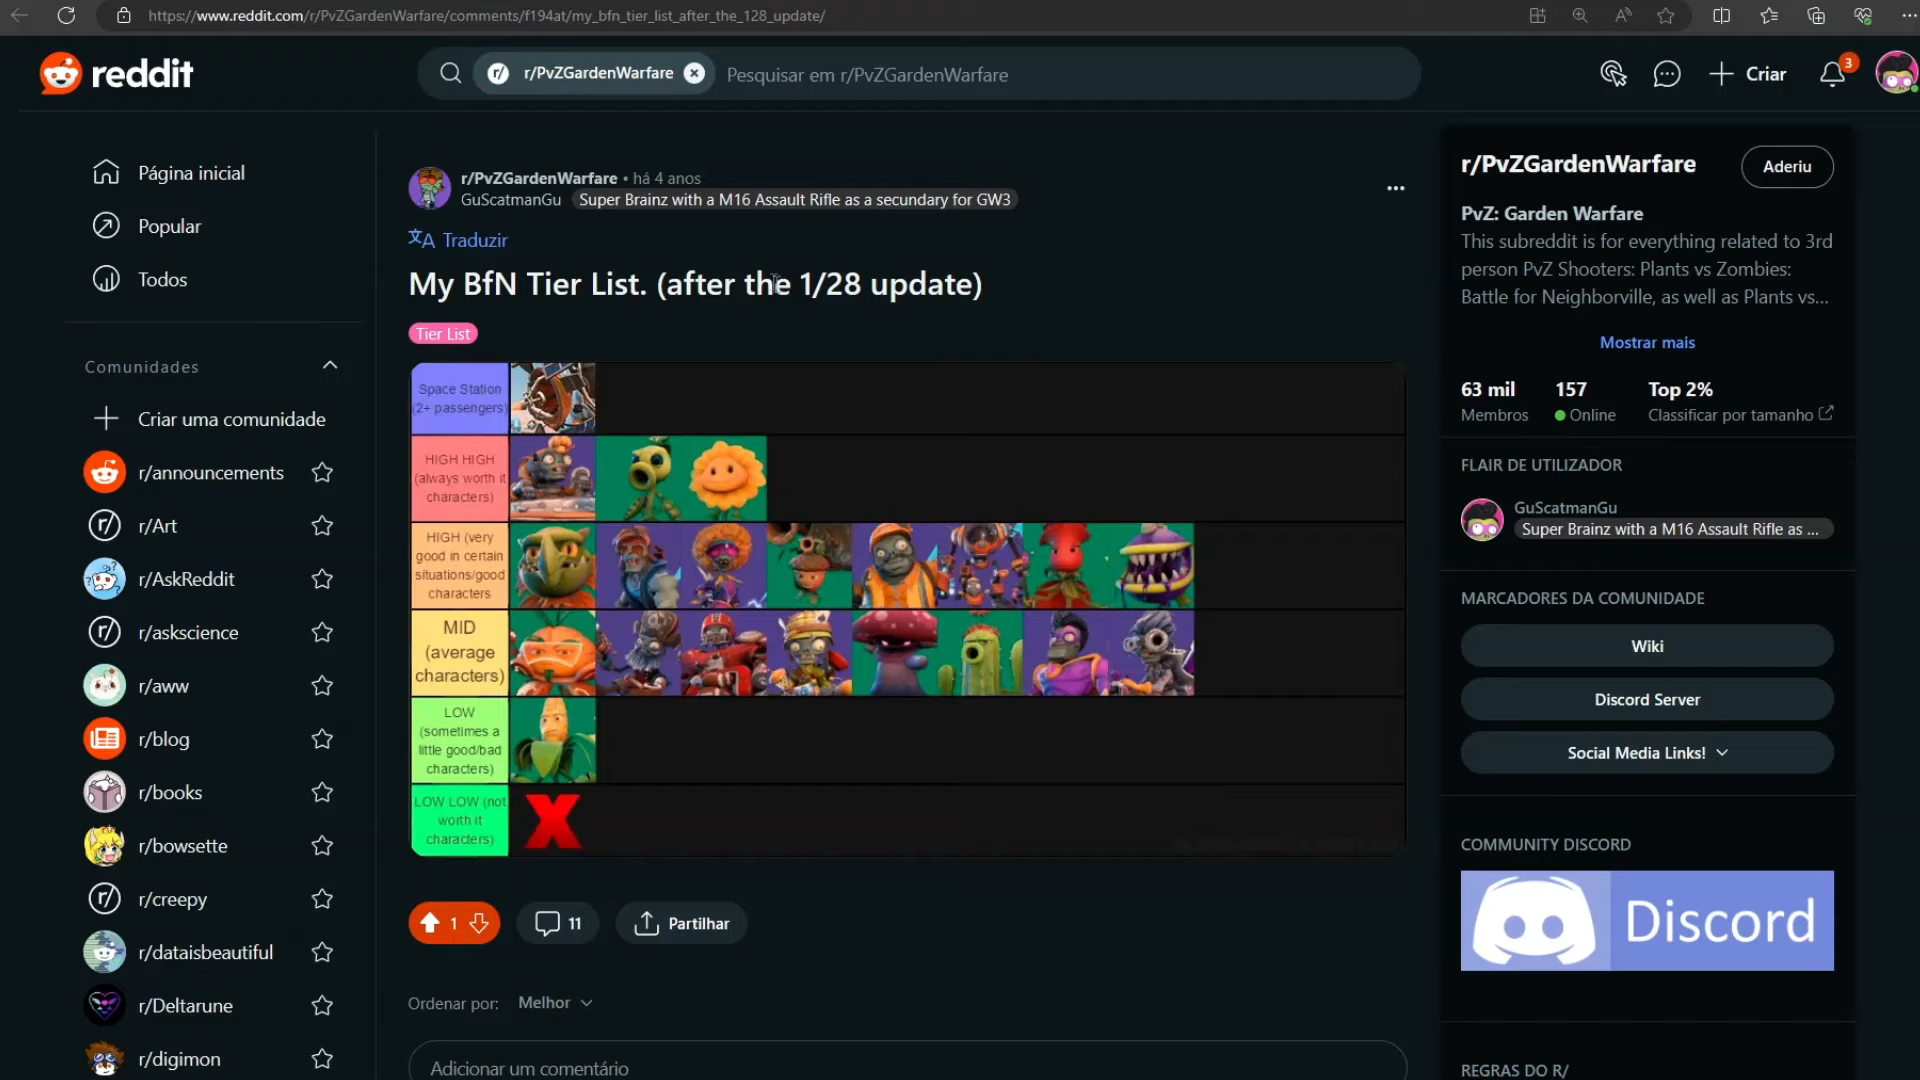 https://www.reddit.com/r/PvZGardenWarfare/comments/f194at/my_bfn_tier_list_after_the_128_update/
reddit
r/ r/PvZGardenWarfare
Pesquisar em r/PvZGardenWarfare
Criar
3
Página inicial
Popular
Todos
Comunidades
Criar uma comunidade
r/announcements
r/Art
r/AskReddit
r/askscience
r/aww
r/blog
r/books
r/bowsette
r/creepy
r/dataisbeautiful
r/Deltarune
r/digimon
r/PvZGardenWarfare • há 4 anos
GuScatmanGu Super Brainz with a M16 Assault Rifle as a secundary for GW3
Traduzir
My BfN Tier List. (after the 1/28 update)
Tier List
Space Station
(2+ passengers)
HIGH HIGH
(always worth it
characters)
HIGH (very
good in certain
situations/good
characters
MID
(average
characters)
LOW
(sometimes a
little good/bad
characters)
LOW LOW (not
worth it
characters)
X
1
11
Partilhar
Ordenar por: Melhor
Adicionar um comentário
r/PvZGardenWarfare
Aderiu
PvZ: Garden Warfare
This subreddit is for everything related to 3rd
person PvZ Shooters: Plants vs Zombies:
Battle for Neighborville, as well as Plants vs...
Mostrar mais
63 mil 157 Top 2%
Membros Online Classificar por tamanho
FLAIR DE UTILIZADOR
GuScatmanGu
Super Brainz with a M16 Assault Rifle as ...
MARCADORES DA COMUNIDADE
Wiki
Discord Server
Social Media Links!
COMMUNITY DISCORD
Discord
REGRAS DO R/